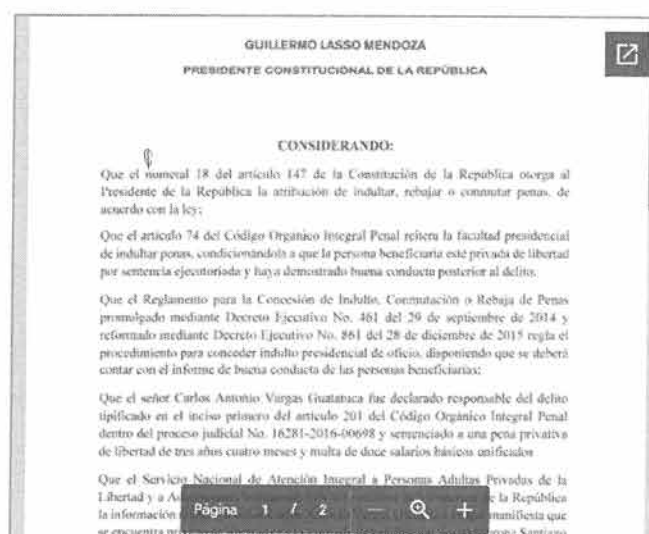 GUILLERMO LASSO MENDOZA
PRESIDENTE CONSTITUCIONAL DE LA REPÚBLICA
CONSIDERANDO:
Que el numeral 18 del artículo 147 de la Constitución de la República otorga al
Presidente de la República la atribución de indultar, rebajar o conmutar penas, de
acuerdo con la ley;
Que el artículo 74 del Código Orgánico Integral Penal reitera la facultad presidencial
de indultar penas, condicionándola a que la persona beneficiaria esté privada de libertad
por sentencia ejecutoriada y haya demostrado buena conducta posterior al delito.
Que el Reglamento para la Concesión de Indulto, Conmutación o Rebaja de Penas
promulgado mediante Decreto Ejecutivo No. 461 del 29 de septiembre de 2014 y
reformado mediante Decreto Ejecutivo No. 861 del 28 de diciembre de 2015 regla el
procedimiento para conceder indulto presidencial de oficio, disponiendo que se deberá
contar con el informe de buena conducta de las personas beneficiarias;
Que el señor Carlos Antonio Vargas Guatatuca fue declarado responsable del delito
tipificado en el inciso primero del artículo 201 del Código Orgánico Integral Penal
dentro del proceso judicial No. 16281-2016-00698 y sentenciado a una pena privativa
de libertad de tres años cuatro meses y multa de doce salarios básicos unificados
Que el Servicio Nacional de Atención Integral a Personas Adultas Privadas de la
Libertad y a de la República
la información manifiesta que
se encuentra Santiago
Página 1 / 2